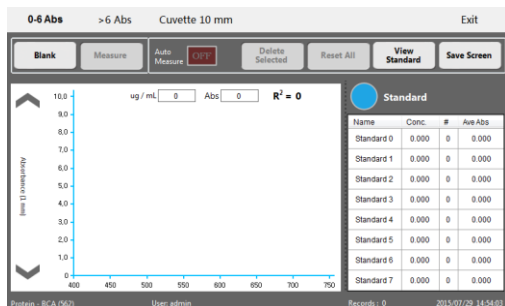 0-6 Abs >6 Abs Cuvette 10 mm Exit
Blank Measure Auto Measure OFF Delete Selected Reset All View Standard Save Screen
ug / mL 0 Abs 0 R² = 0
Absorbance (1 mm)
10,0
9,0
8,0
7,0
6,0
5,0
4,0
3,0
2,0
1,0
0
400 450 500 550 600 650 700 750
Standard
Name Conc. # Ave Abs
Standard 0 0.000 0 0.000
Standard 1 0.000 0 0.000
Standard 2 0.000 0 0.000
Standard 3 0.000 0 0.000
Standard 4 0.000 0 0.000
Standard 5 0.000 0 0.000
Standard 6 0.000 0 0.000
Standard 7 0.000 0 0.000
Protein - BCA (562) User: admin Records : 0 2015/07/29 14:54:03